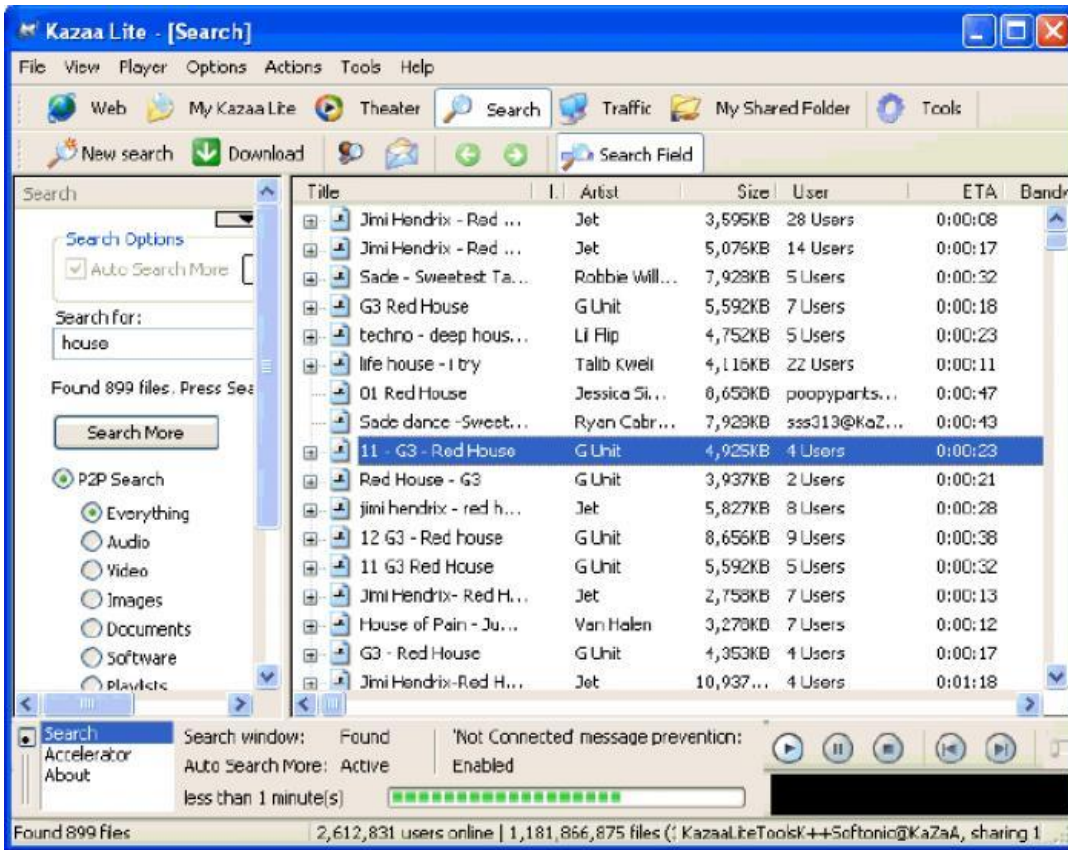 Kazaa Lite - [Search]
File View Player Options Actions Tools Help
Web My Kazaa Lite Theater Search Traffic My Shared Folder Tools
New search Download Search Field
Search
Search Options
Auto Search More
Search for:
house
Found 899 files. Press Sea
Search More
P2P Search
Everything
Audio
Video
Images
Documents
Software
Playlists
Title I. Artist Size User ETA Bandw
Jimi Hendrix - Red ... Jet 3,595KB 28 Users 0:00:08
Jimi Hendrix - Red ... Jet 5,076KB 14 Users 0:00:17
Sade - Sweetest Ta... Robbie Will... 7,928KB 5 Users 0:00:32
G3 Red House G Unit 5,592KB 7 Users 0:00:18
techno - deep hous... Lil Flip 4,752KB 5 Users 0:00:23
life house - I try Talib Kweli 4,116KB 22 Users 0:00:11
01 Red House Jessica Si... 8,658KB poopypants... 0:00:47
Sade dance -Sweet... Ryan Cabr... 7,928KB sss313@KaZ... 0:00:43
11 - G3 - Red House G Unit 4,925KB 4 Users 0:00:23
Red House - G3 G Unit 3,937KB 2 Users 0:00:21
jimi hendrix - red h... Jet 5,827KB 8 Users 0:00:28
12 G3 - Red house G Unit 8,656KB 9 Users 0:00:38
11 G3 Red House G Unit 5,592KB 5 Users 0:00:32
Jimi Hendrix- Red H... Jet 2,758KB 7 Users 0:00:13
House of Pain - Ju... Van Halen 3,278KB 7 Users 0:00:12
G3 - Red House G Unit 4,353KB 4 Users 0:00:17
Jimi Hendrix-Red H... Jet 10,937... 4 Users 0:01:18
Search
Accelerator
About
Search window: Found
Auto Search More: Active
less than 1 minute(s)
'Not Connected' message prevention:
Enabled
Found 899 files 2,612,831 users online | 1,181,866,875 files (: KazaaLiteToolsK++Softonic@KaZaA, sharing 1